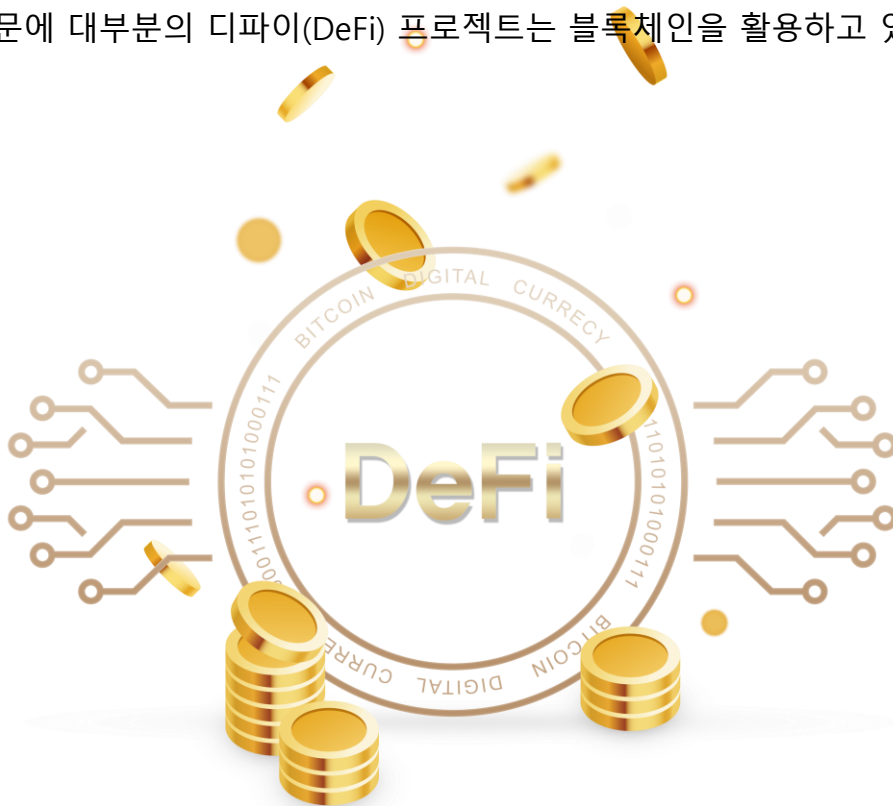 문에 대부분의 디파이(DeFi) 프로젝트는 블록체인을 활용하고
BITCOIN DIGITAL CURRECY
DeFi
1101010101000111
BITCOIN DIGITAL